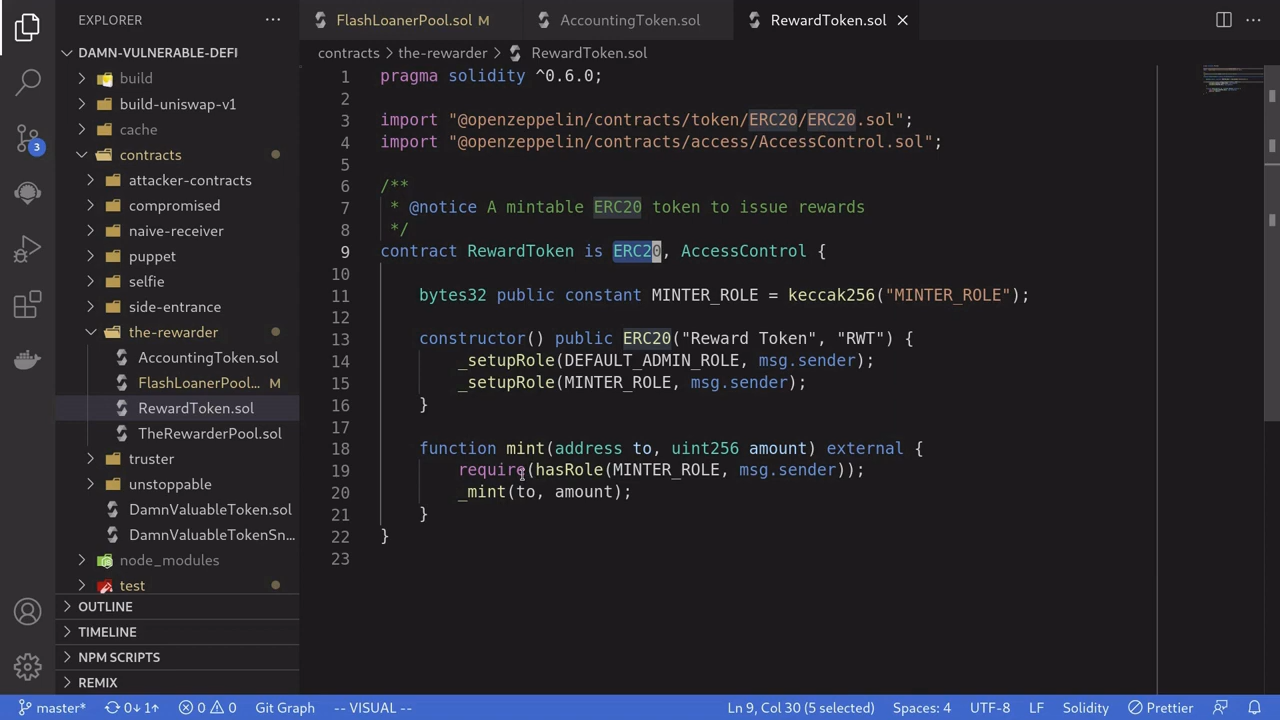 EXPLORER
DAMN-VULNERABLE-DEFI
build
build-uniswap-v1
cache
contracts
attacker-contracts
compromised
naive-receiver
puppet
selfie
side-entrance
the-rewarder
AccountingToken.sol
FlashLoanerPool... M
RewardToken.sol
TheRewarderPool.sol
truster
unstoppable
DamnValuableToken.sol
DamnValuableTokenSn...
node_modules
test
OUTLINE
TIMELINE
NPM SCRIPTS
REMIX
3
FlashLoanerPool.sol M
AccountingToken.sol
RewardToken.sol
contracts > the-rewarder > RewardToken.sol
1 pragma solidity ^0.6.0;
2
3 import "@openzeppelin/contracts/token/ERC20/ERC20.sol";
4 import "@openzeppelin/contracts/access/AccessControl.sol";
5
6 /**
7 * @notice A mintable ERC20 token to issue rewards
8 */
9 contract RewardToken is ERC20, AccessControl {
10
11 bytes32 public constant MINTER_ROLE = keccak256("MINTER_ROLE");
12
13 constructor() public ERC20("Reward Token", "RWT") {
14 _setupRole(DEFAULT_ADMIN_ROLE, msg.sender);
15 _setupRole(MINTER_ROLE, msg.sender);
16 }
17
18 function mint(address to, uint256 amount) external {
19 require(hasRole(MINTER_ROLE, msg.sender));
20 _mint(to, amount);
21 }
22 }
23
master* 0↓ 1↑ 0 0 Git Graph -- VISUAL -- Ln 9, Col 30 (5 selected) Spaces: 4 UTF-8 LF Solidity Prettier